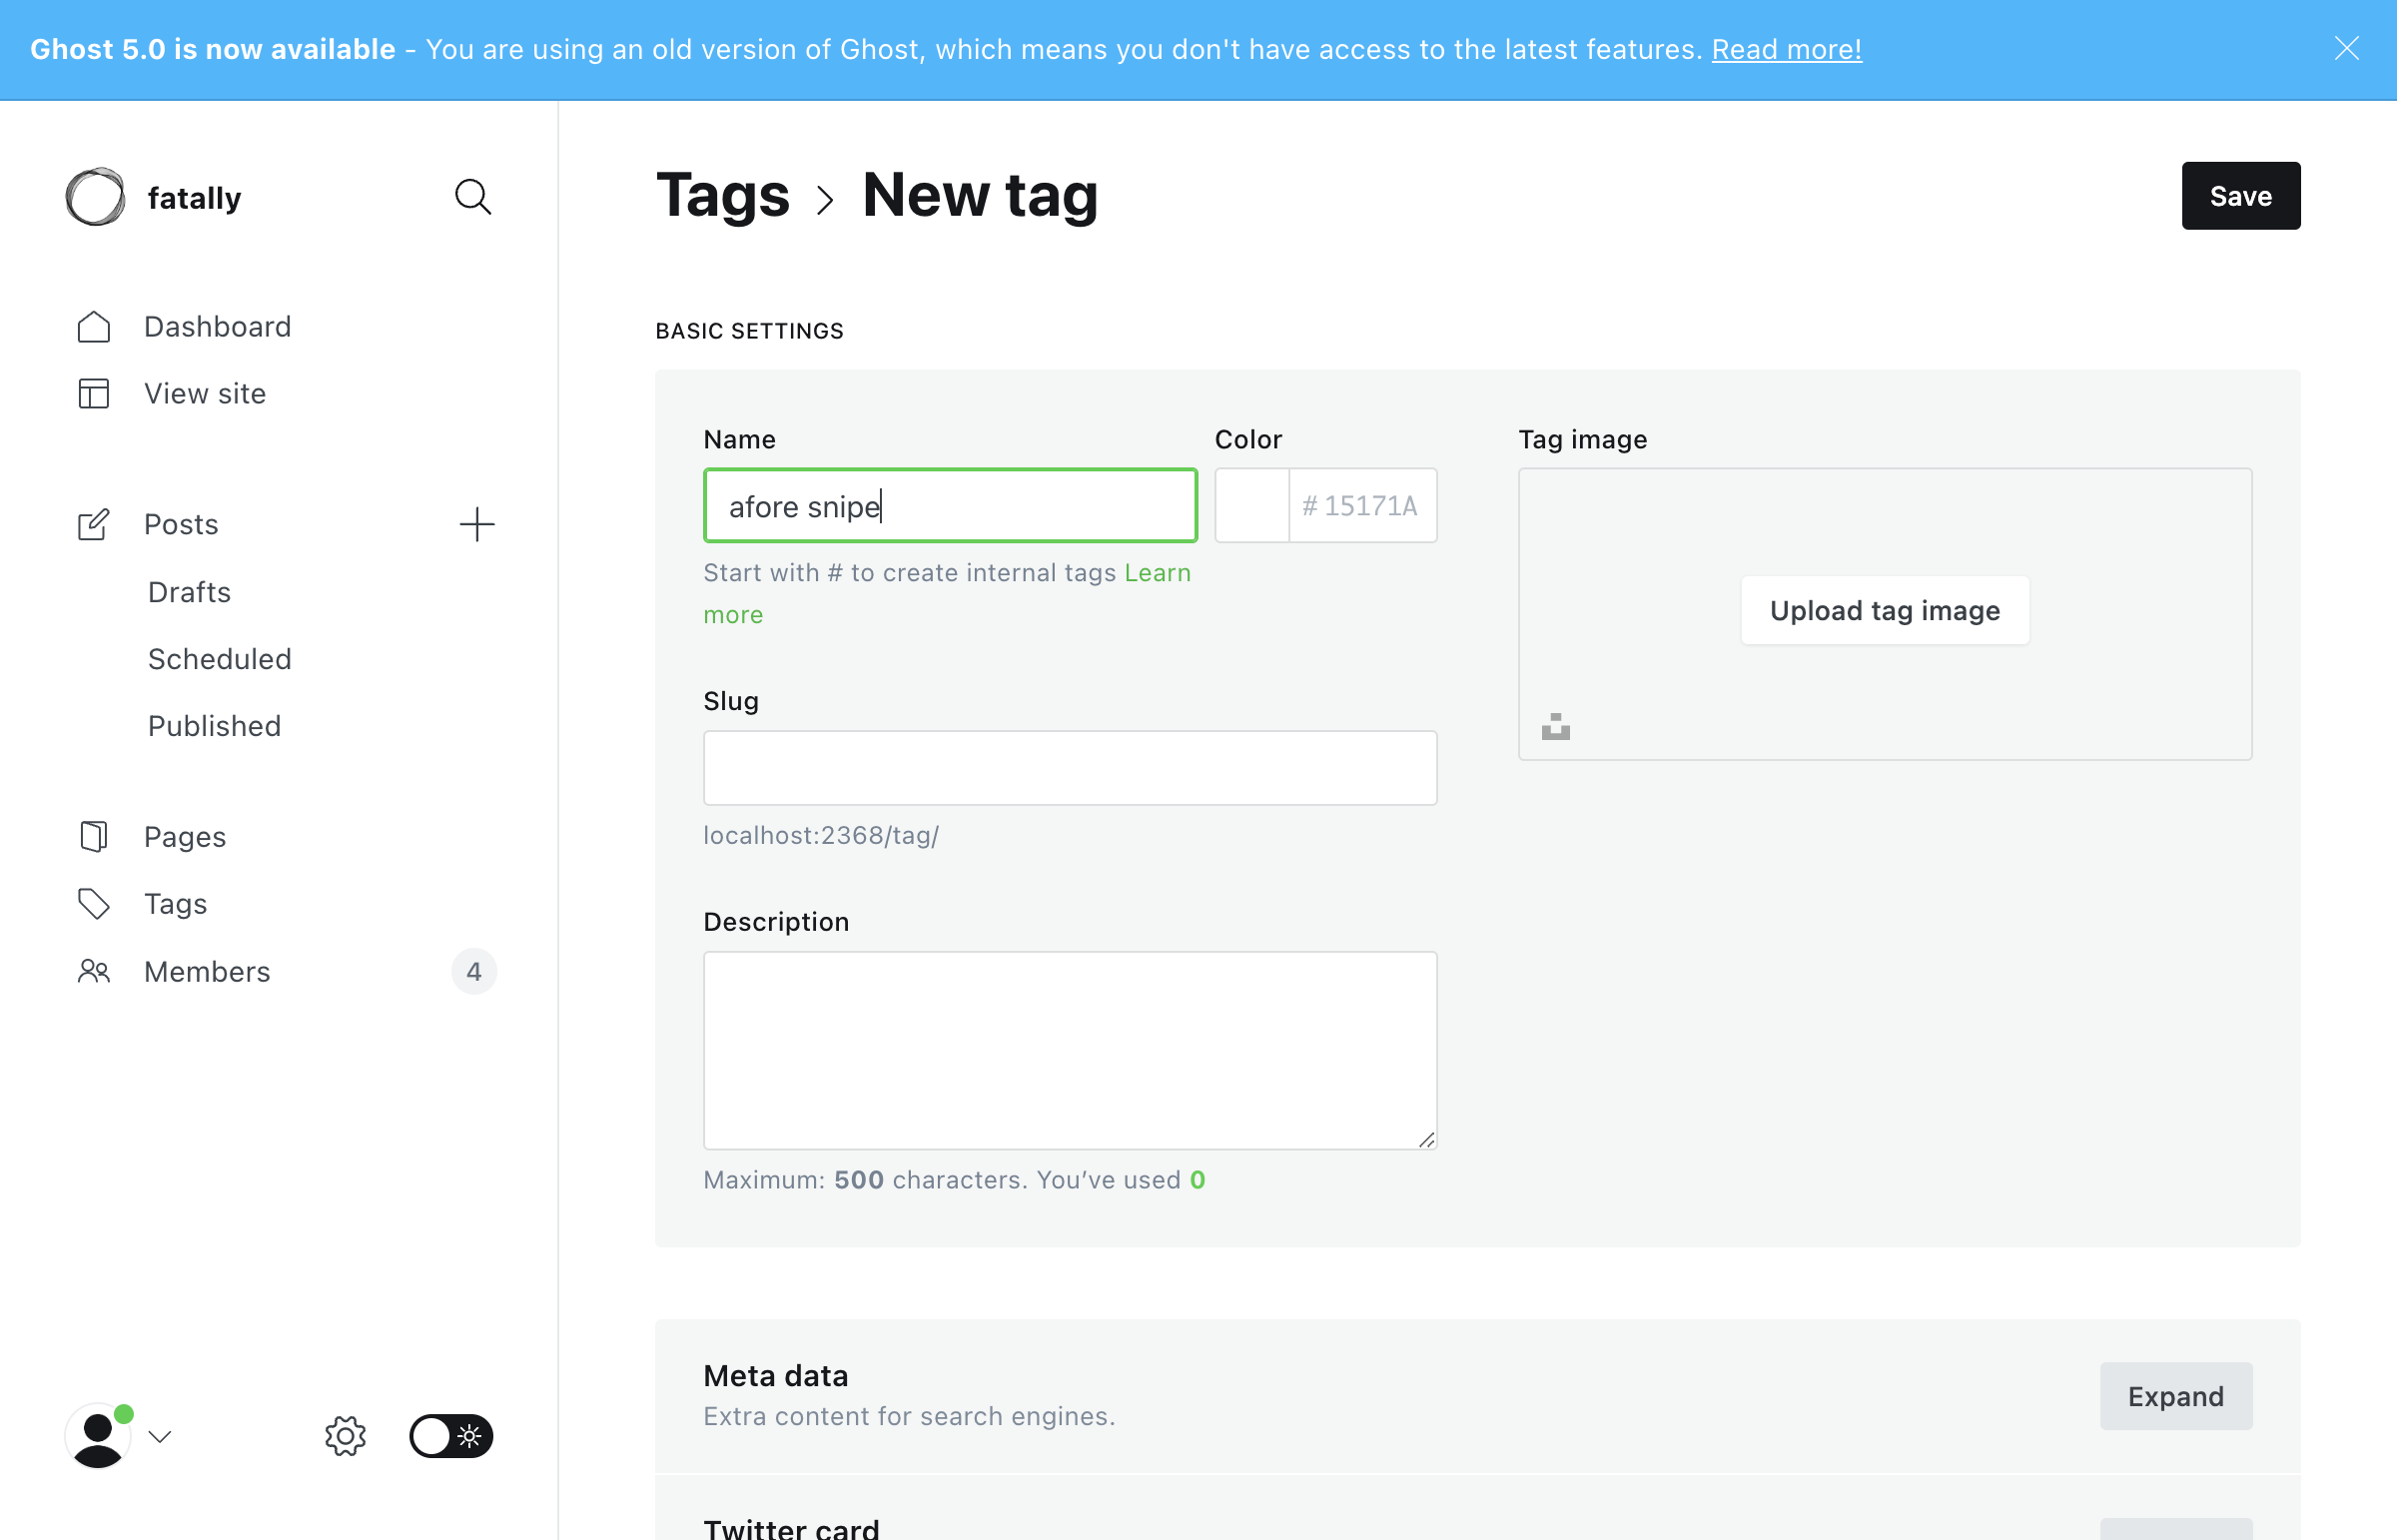 Ghost 5.0 is now available - You are using an old version of Ghost, which means you don't have access to the latest features. Read more!
fatally
Dashboard
View site
Posts
Drafts
Scheduled
Published
Pages
Tags
Members 4
Tags > New tag
Save
BASIC SETTINGS
Name
afore snipe
Start with # to create internal tags Learn
more
Color
# 15171A
Slug
localhost:2368/tag/
Description
Maximum: 500 characters. You’ve used 0
Tag image
Upload tag image
Meta data
Extra content for search engines.
Expand
Twitter card